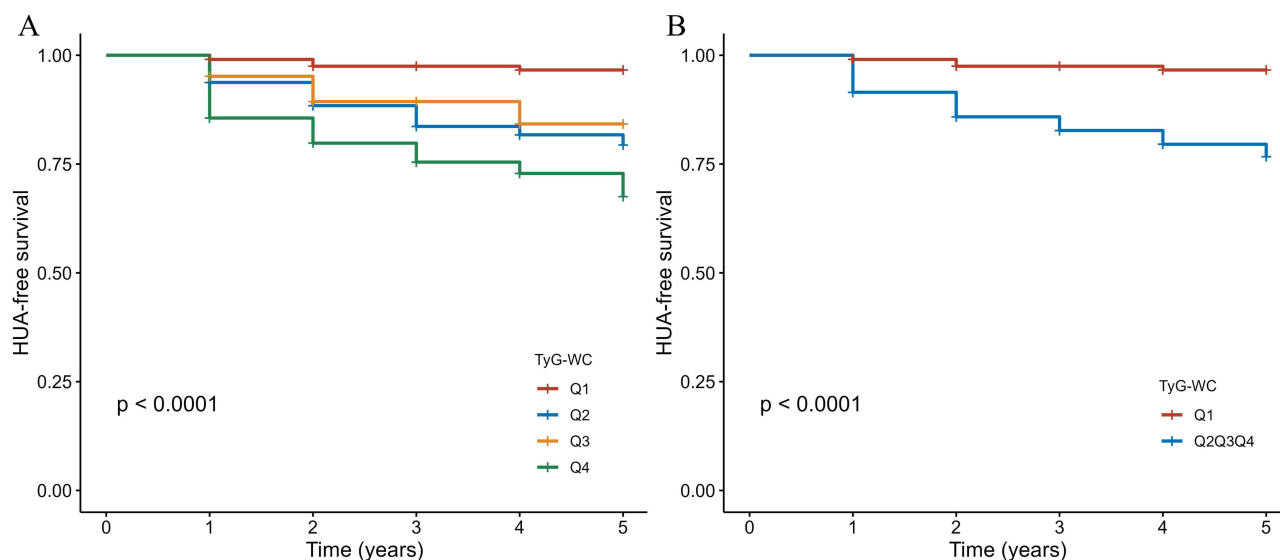 A
HUA-free survival
1.00
0.75
0.50
0.25
0.00
p < 0.0001
TyG-WC
Q1
Q2
Q3
Q4
0 1 2 3 4 5
Time (years)
B
HUA-free survival
1.00
0.75
0.50
0.25
0.00
p < 0.0001
TyG-WC
Q1
Q2Q3Q4
0 1 2 3 4 5
Time (years)